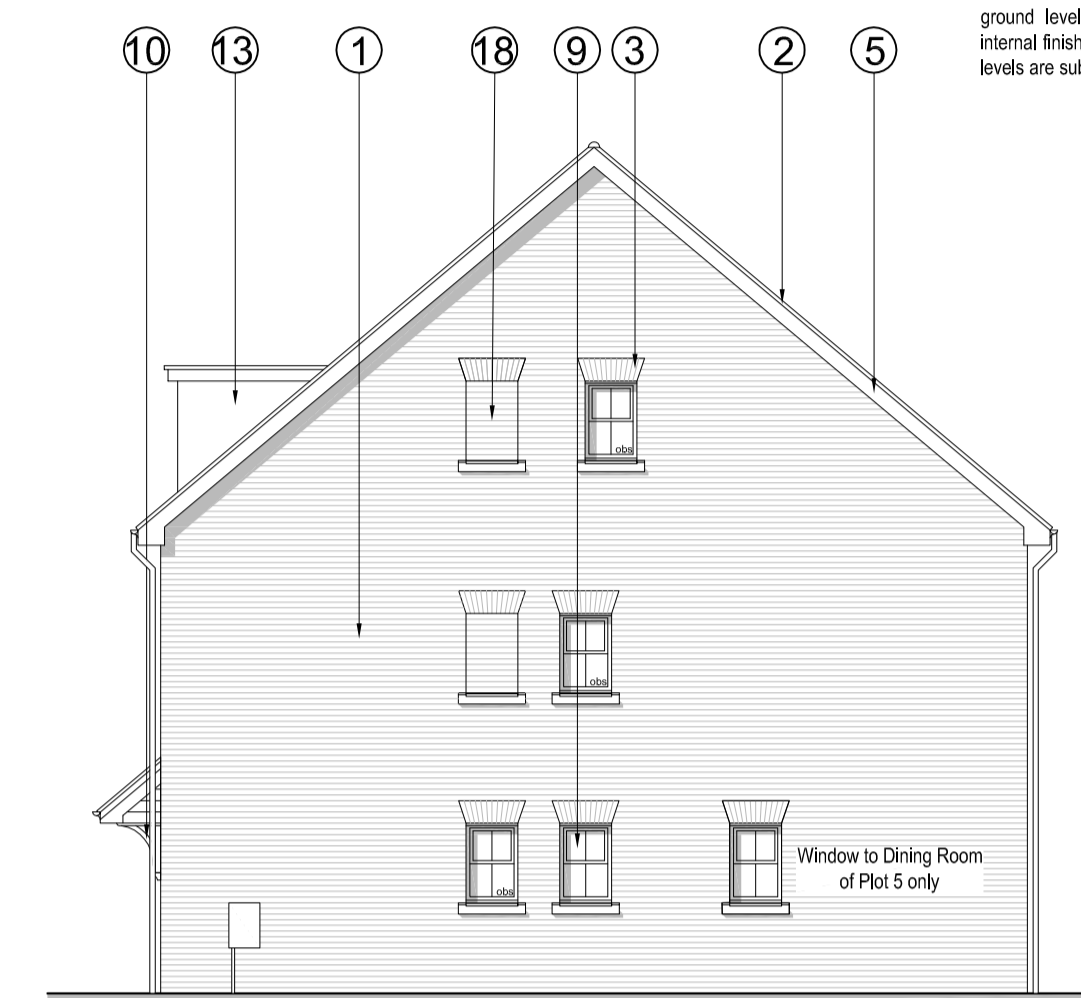 ground level
internal finish
levels are sub
10 13 1 18 9 3 2 5
obs
obs
obs
Window to Dining Room
of Plot 5 only